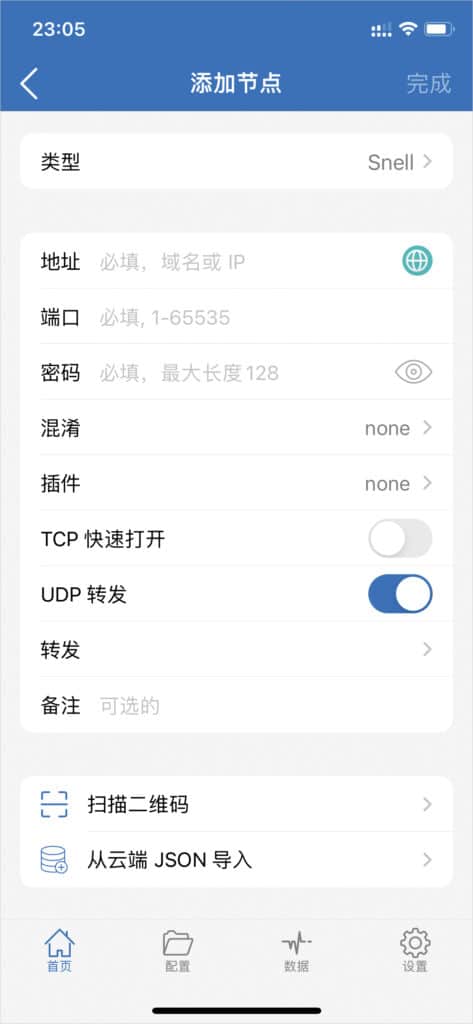 23:05
添加节点
完成
类型 Snell
地址 必填，域名或 IP
端口 必填, 1-65535
密码 必填，最大长度128
混淆 none
插件 none
TCP 快速打开
UDP 转发
转发
备注 可选的
扫描二维码
从云端 JSON 导入
首页 配置 数据 设置